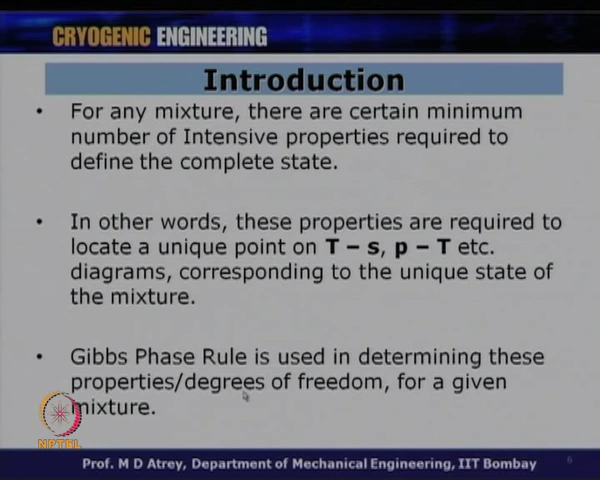 CRYOGENIC ENGINEERING
Introduction
• For any mixture, there are certain minimum
number of Intensive properties required to
define the complete state.
• In other words, these properties are required to
locate a unique point on T – s, p – T etc.
diagrams, corresponding to the unique state of
the mixture.
• Gibbs Phase Rule is used in determining these
properties/degrees of freedom, for a given
mixture.
NPTEL
Prof. M D Atrey, Department of Mechanical Engineering, IIT Bombay
6